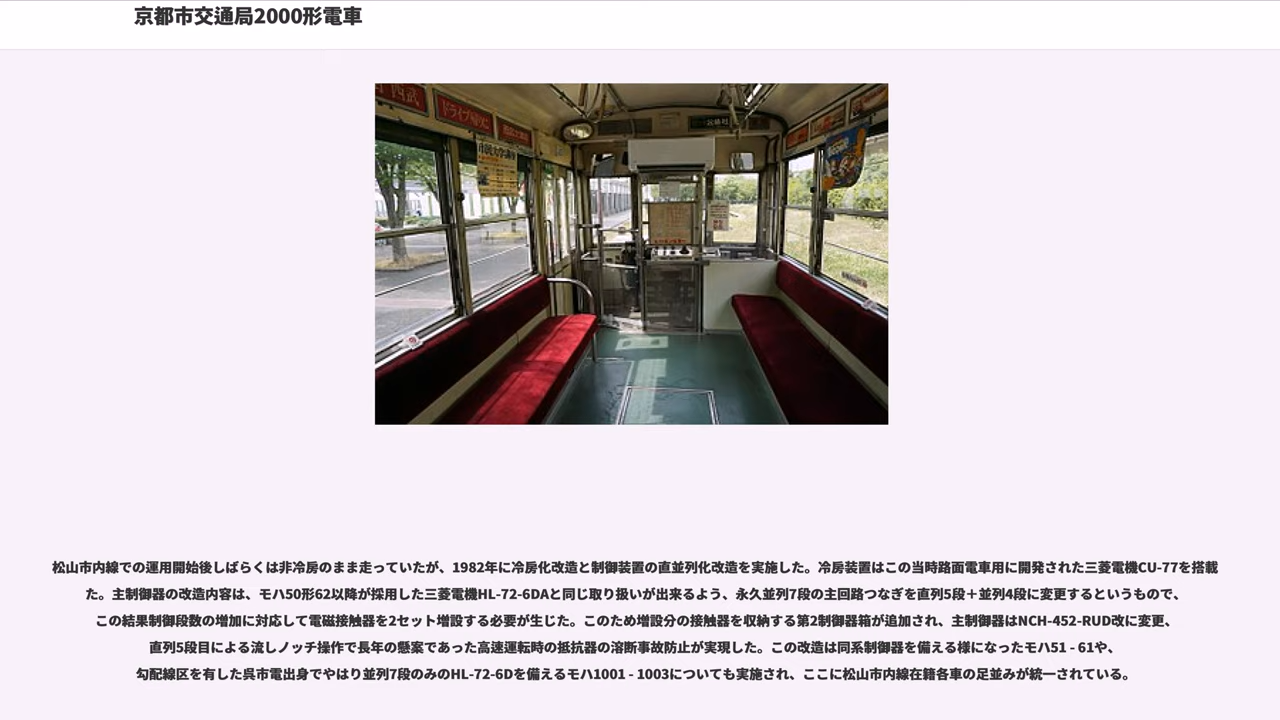 京都市交通局2000形電車
松山市内線での運用開始後しばらくは非冷房のまま走っていたが、1982年に冷房化改造と制御装置の直並列化改造を実施した。冷房装置はこの当時路面電車用に開発された三菱電機CU-77を搭載
た。主制御器の改造内容は、モハ50形62以降が採用した三菱電機HL-72-6DAと同じ取り扱いが出来るよう、永久並列7段の主回路つなぎを直列5段＋並列4段に変更するというもので、
この結果制御段数の増加に対応して電磁接触器を2セット増設する必要が生じた。このため増設分の接触器を収納する第2制御器箱が追加され、主制御器はNCH-452-RUD改に変更、
直列5段目による流しノッチ操作で長年の懸案であった高速運転時の抵抗器の溶断事故防止が実現した。この改造は同系制御器を備える様になったモハ51 - 61や、
勾配線区を有した呉市電出身でやはり並列7段のみのHL-72-6Dを備えるモハ1001 - 1003についても実施され、ここに松山市内線在籍各車の足並みが統一されている。